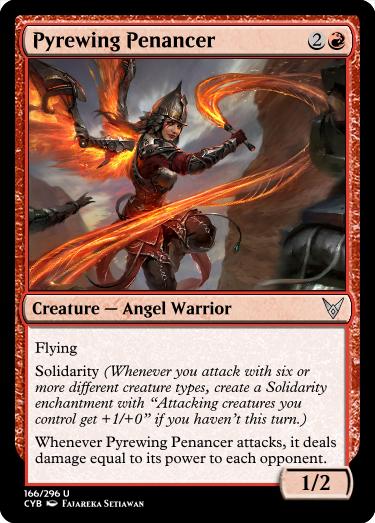 Pyrewing Penancer
2
Creature — Angel Warrior
Flying
Solidarity (Whenever you attack with six or
more different creature types, create a Solidarity
enchantment with “Attacking creatures you
control get +1/+0” if you haven’t this turn.)
Whenever Pyrewing Penancer attacks, it deals
damage equal to its power to each opponent.
1/2
166/296 U
CYB Fajareka Setiawan